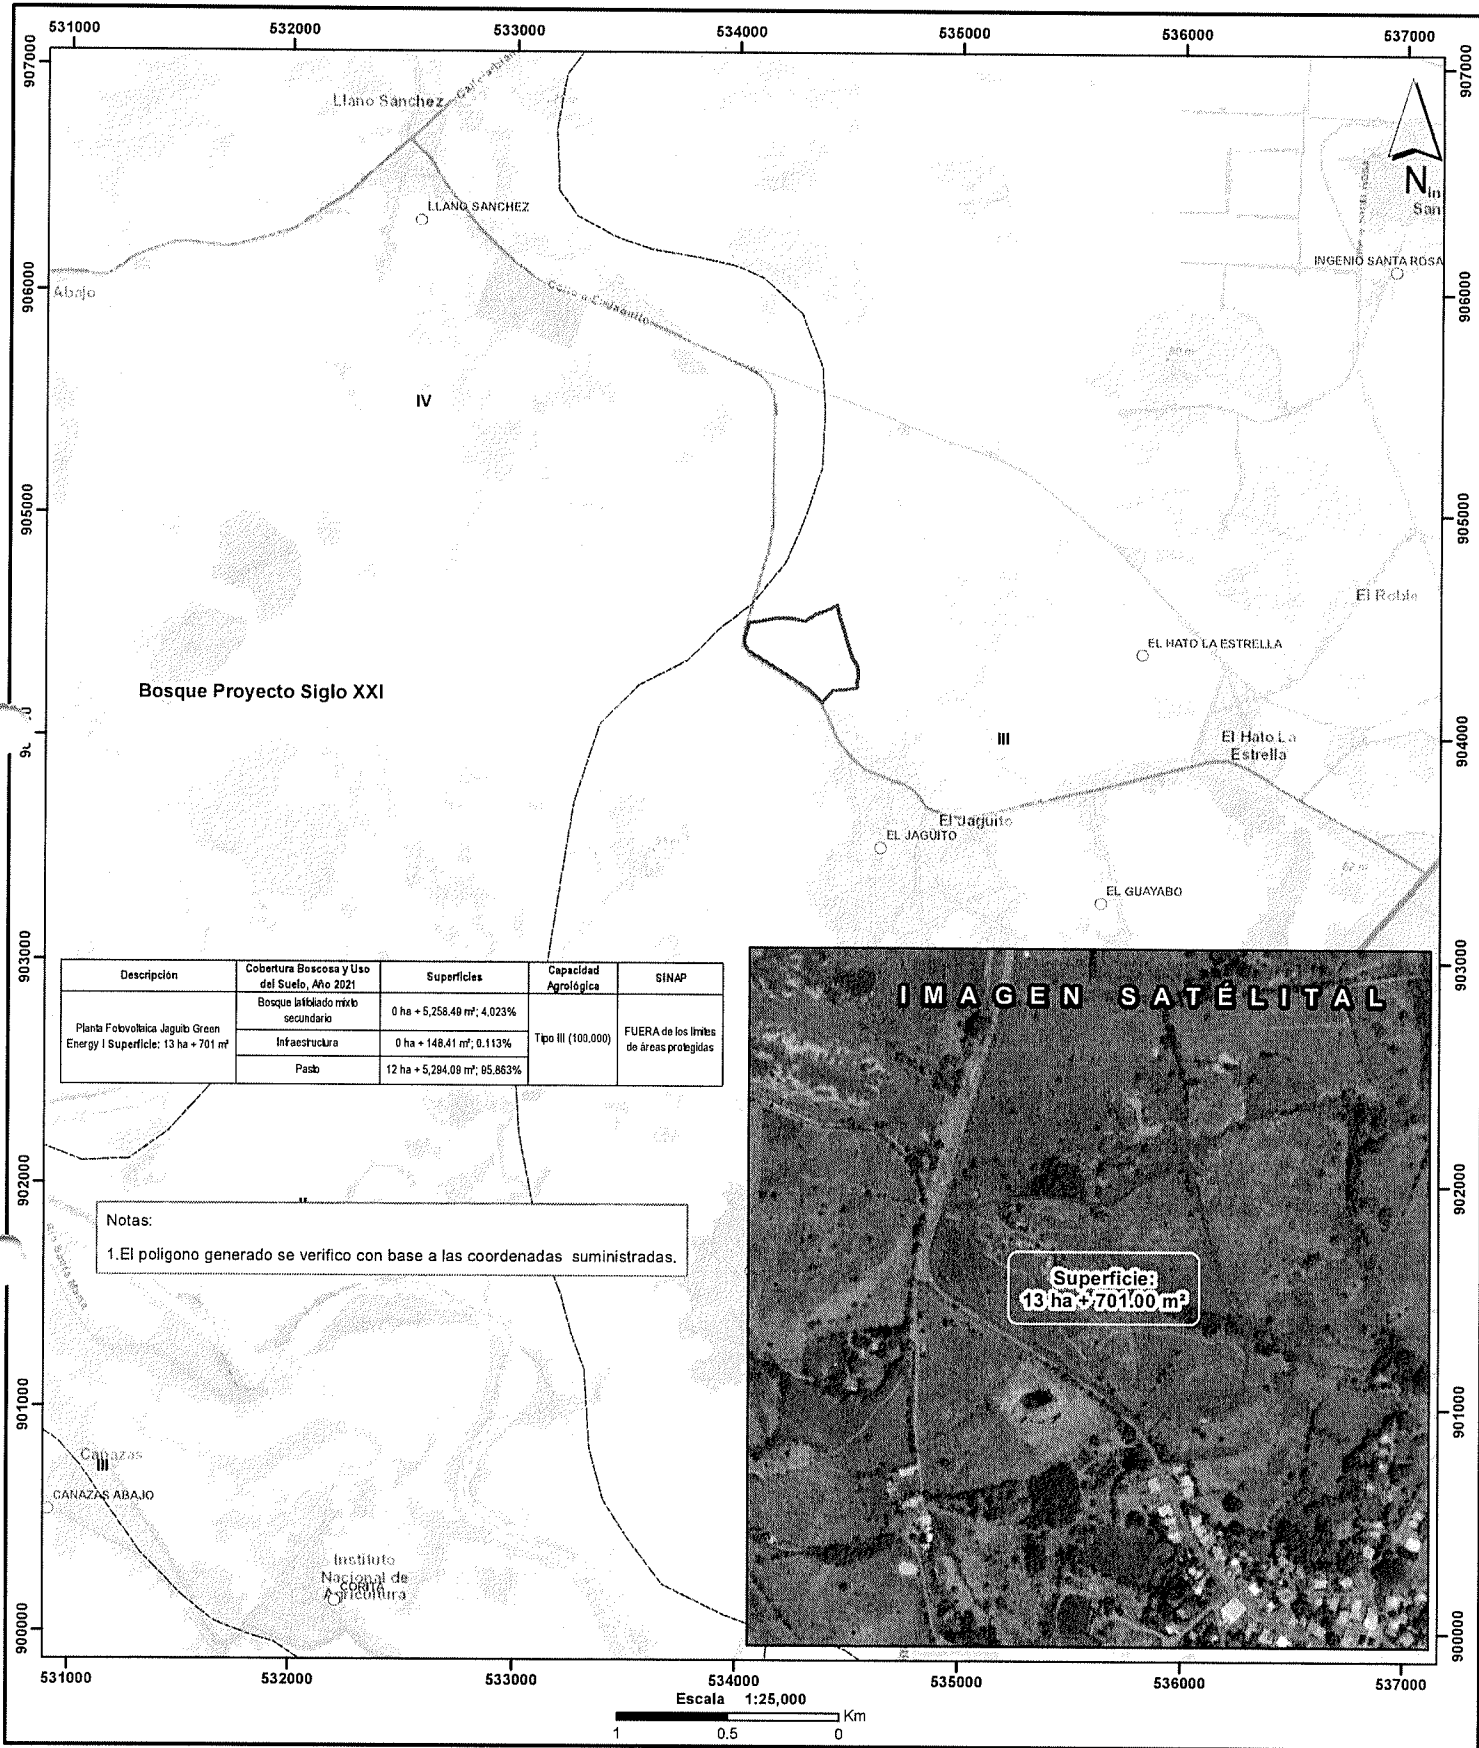 531000 532000 533000 534000 535000 536000 537000
907000 907000
Llano Sánchez
N
San
LLANO SANCHEZ
INGENIO SANTA ROSA
906000 906000
Abajo
IV
905000 905000
El Roble
EL HATO LA ESTRELLA
Bosque Proyecto Siglo XXI
904000
III
El Hato La
Estrella
El Jaguito
EL JAGUITO
EL GUAYABO
62 m
903000 903000
Descripción
Cobertura Boscosa y Uso
del Suelo, Año 2021
Superficies
Capacidad
Agrológica
SINAP
Planta Fotovoltaica Jaguito Green
Energy I Superficie: 13 ha + 701 m²
Bosque latifoliado mixto
secundario
0 ha + 5,258.49 m²; 4,023%
Infraestructura
0 ha + 148.41 m²; 0.113%
Pasto
12 ha + 5,294,09 m²; 95.863%
Tipo III (100,000)
FUERA de los límites
de áreas protegidas
IMAGEN SATÉLITAL
Superficie:
13 ha + 701.00 m²
902000 902000
Notas:
1.El poligono generado se verifico con base a las coordenadas suministradas.
901000 901000
Cañazas
III
CAÑAZAS ABAJO
Instituto
Nacional de
Agricultura
900000 900000
531000 532000 533000 534000 535000 536000 537000
Escala 1:25,000
Km
1 0.5 0